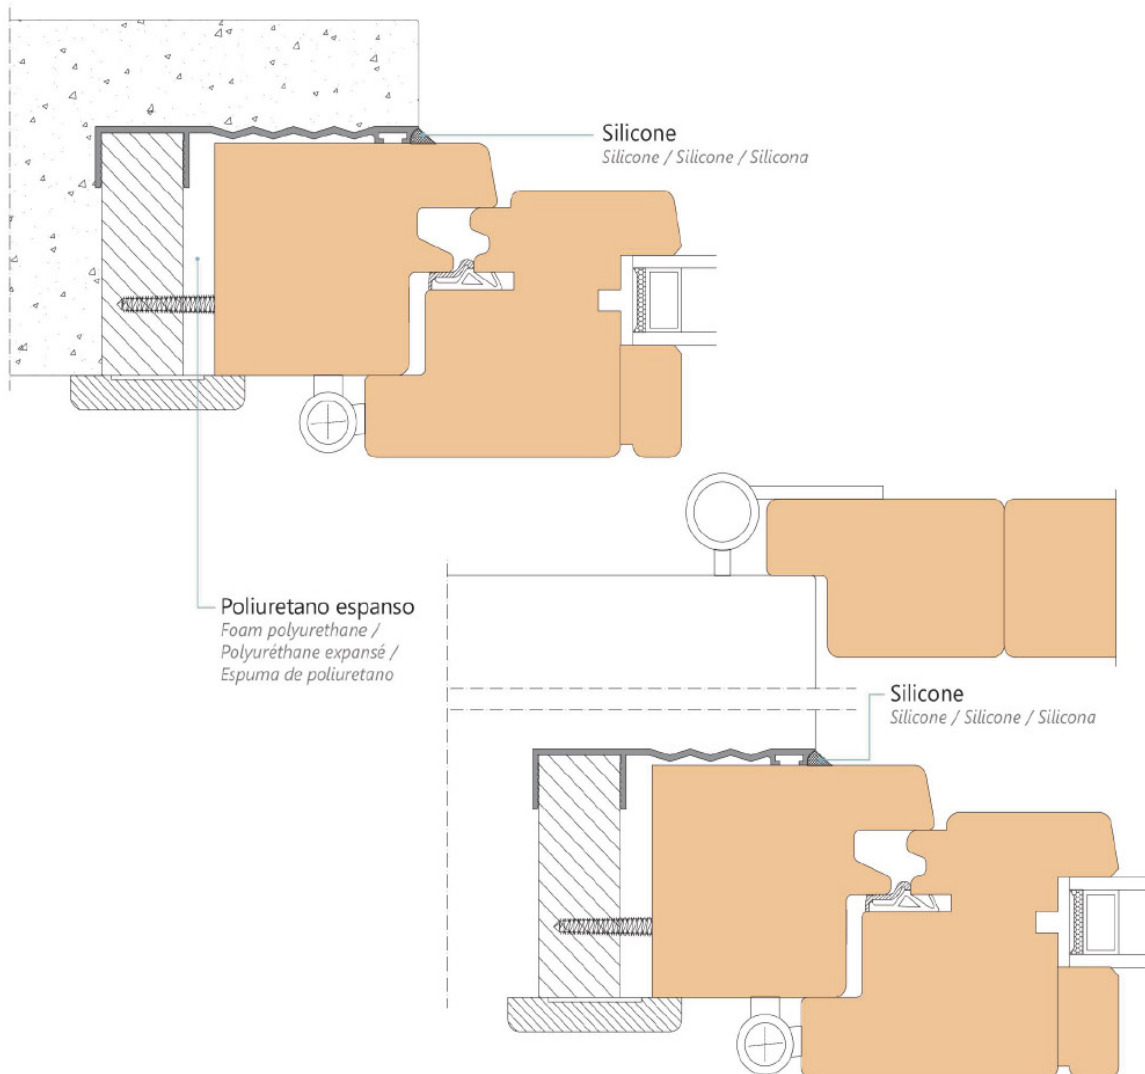 Silicone
Silicone / Silicone / Silicona
Poliuretano espanso
Foam polyurethane /
Polyuréthane expansé /
Espuma de poliuretano
Silicone
Silicone / Silicone / Silicona